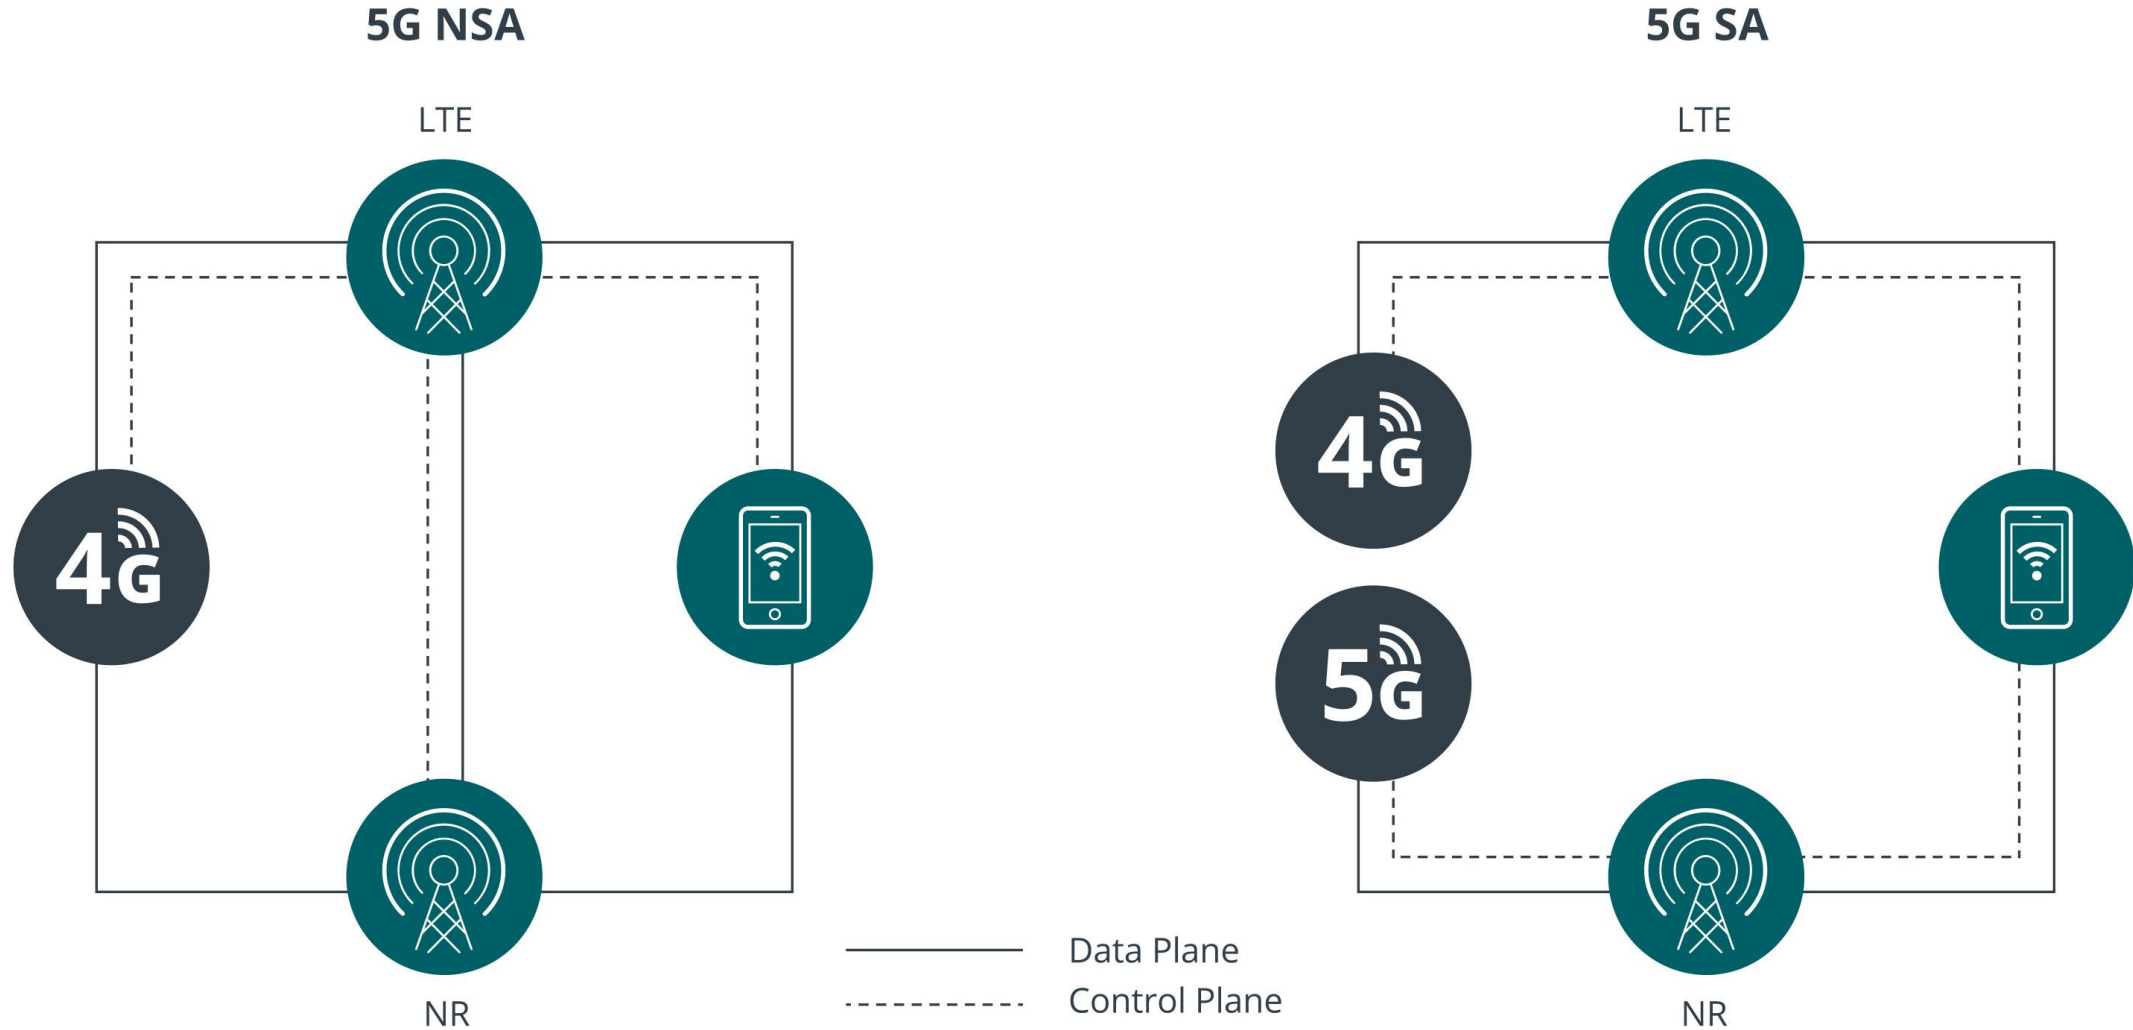 5G NSA
5G SA
LTE
LTE
4G
4G
5G
Data Plane
Control Plane
NR
NR